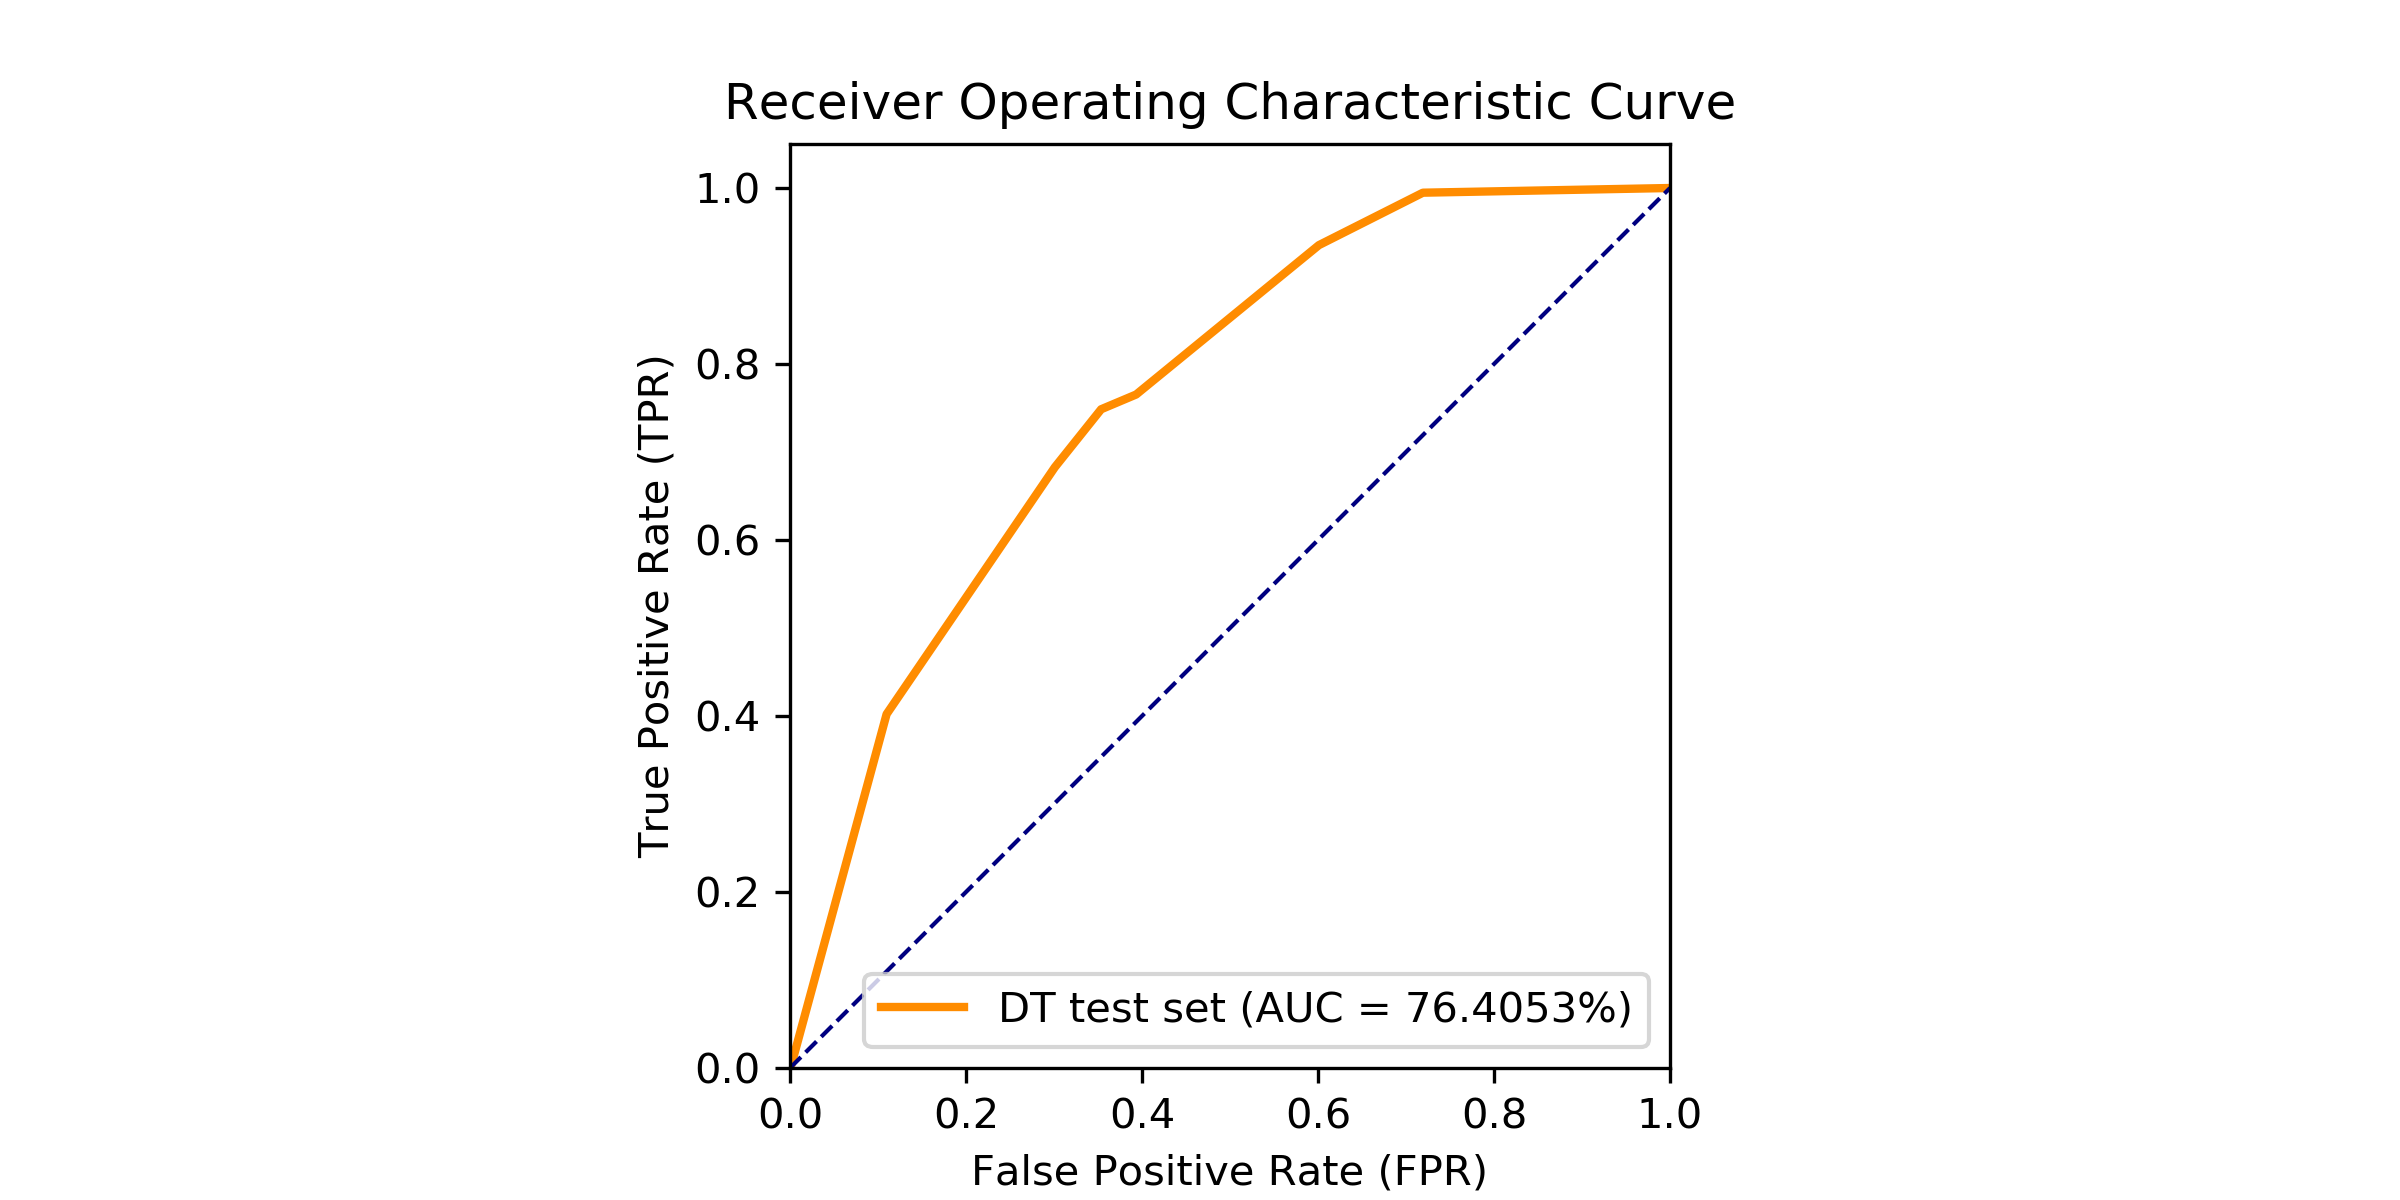 Receiver Operating Characteristic Curve
1.0
0.8
0.6
0.4
0.2
0.0
True Positive Rate (TPR)
DT test set (AUC = 76.4053%)
0.0 0.2 0.4 0.6 0.8 1.0
False Positive Rate (FPR)